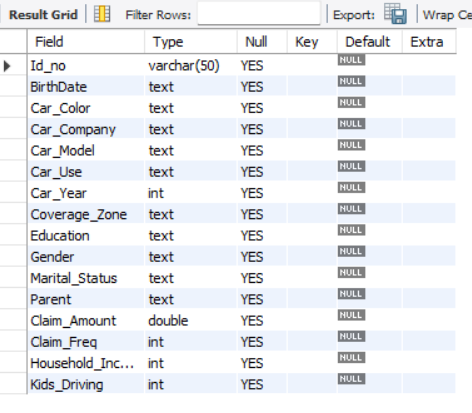 Result Grid Filter Rows: Export: Wrap Ce
Field Type Null Key Default Extra
Id_no varchar(50) YES NULL
BirthDate text YES NULL
Car_Color text YES NULL
Car_Company text YES NULL
Car_Model text YES NULL
Car_Use text YES NULL
Car_Year int YES NULL
Coverage_Zone text YES NULL
Education text YES NULL
Gender text YES NULL
Marital_Status text YES NULL
Parent text YES NULL
Claim_Amount double YES NULL
Claim_Freq int YES NULL
Household_Inc... int YES NULL
Kids_Driving int YES NULL